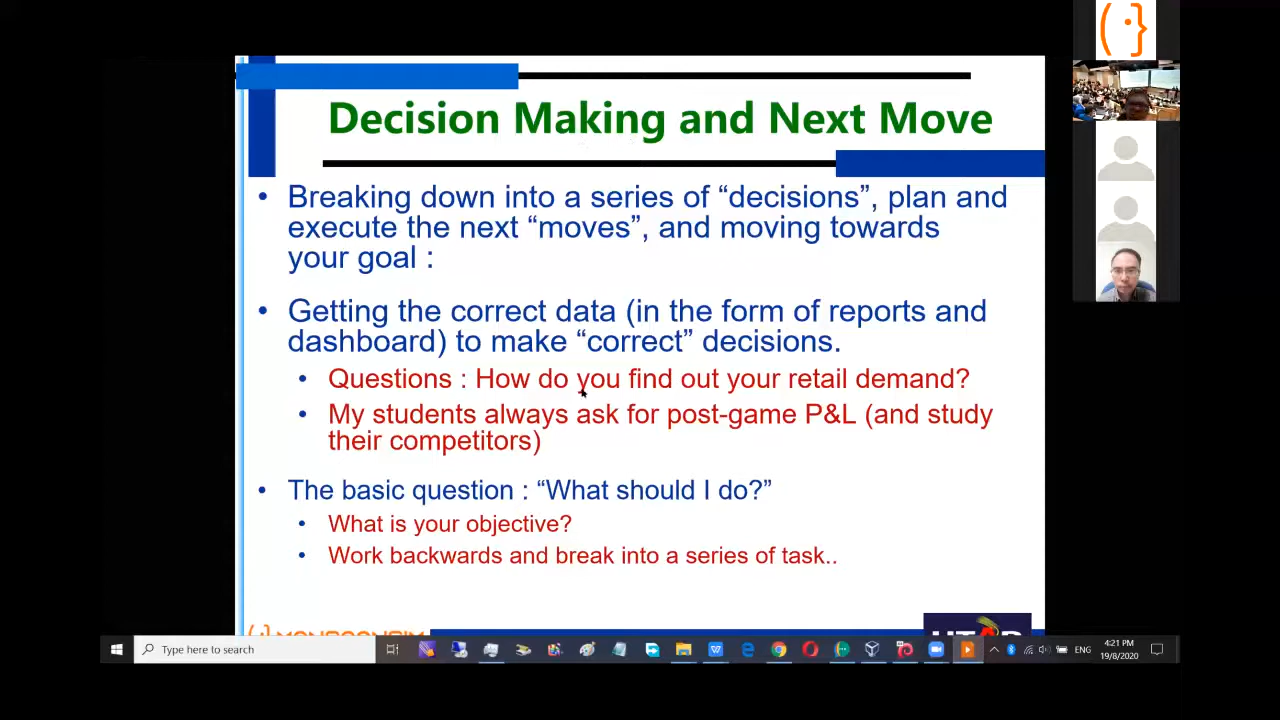 Decision Making and Next Move
• Breaking down into a series of “decisions”, plan and
execute the next “moves”, and moving towards
your goal :
• Getting the correct data (in the form of reports and
dashboard) to make “correct” decisions.
• Questions : How do you find out your retail demand?
• My students always ask for post-game P&L (and study
their competitors)
• The basic question : “What should I do?”
• What is your objective?
• Work backwards and break into a series of task..
Type here to search
ENG
4:21 PM
19/8/2020